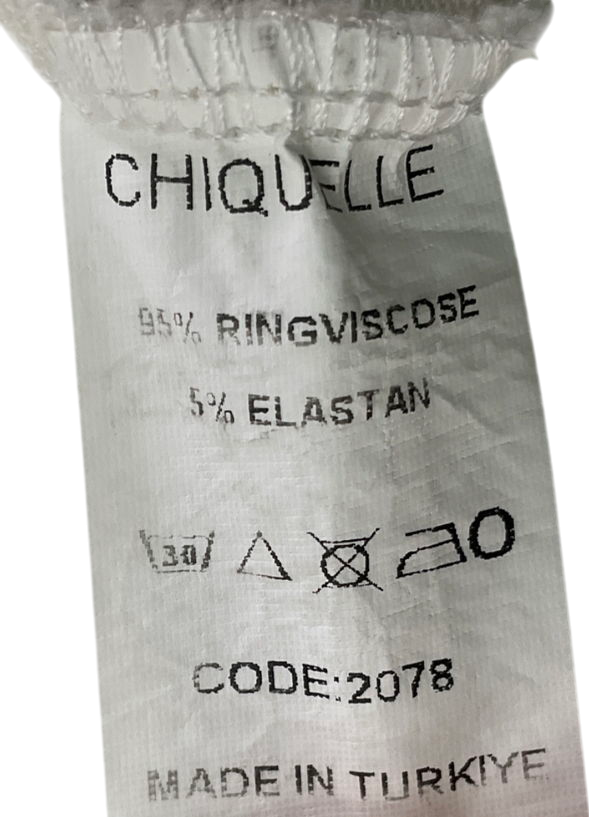 CHIQUELLE
95% RINGVISCOSE
5% ELASTAN
30
CODE:2078
MADE IN TURKIYE